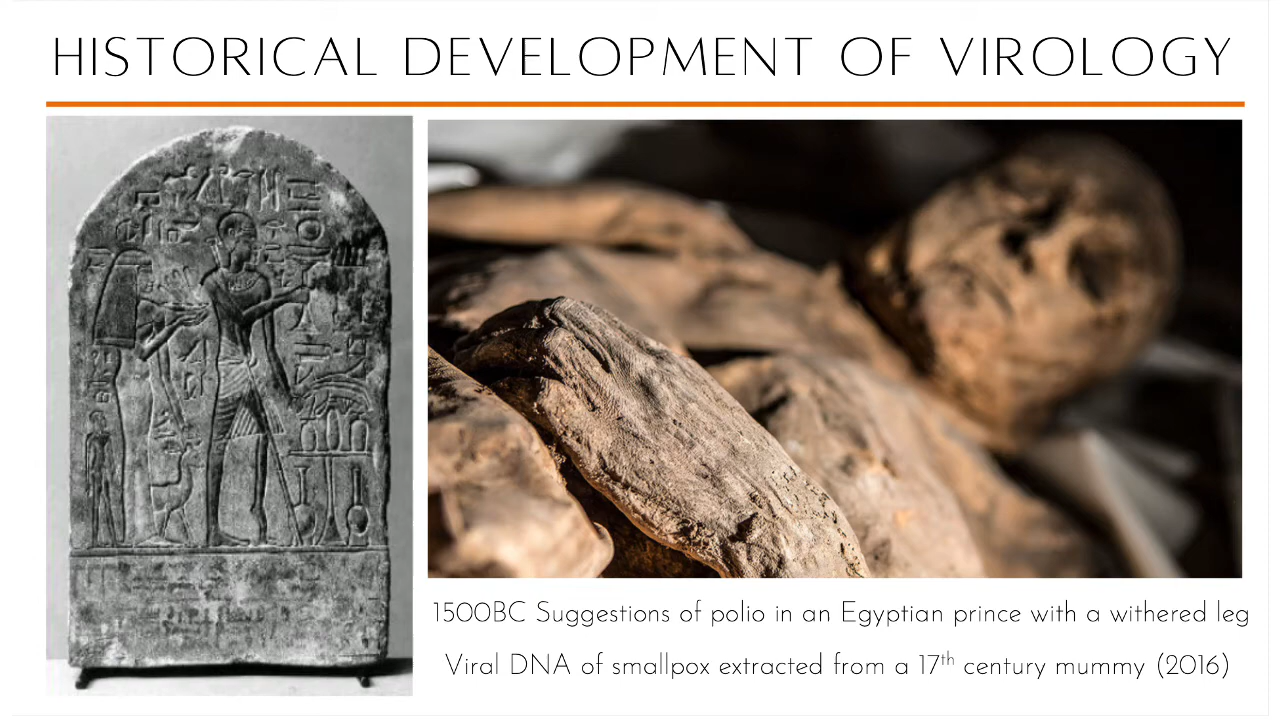 HISTORICAL DEVELOPMENT OF VIROLOGY
1500BC Suggestions of polio in an Egyptian prince with a withered leg
Viral DNA of smallpox extracted from a 17th century mummy (2016)